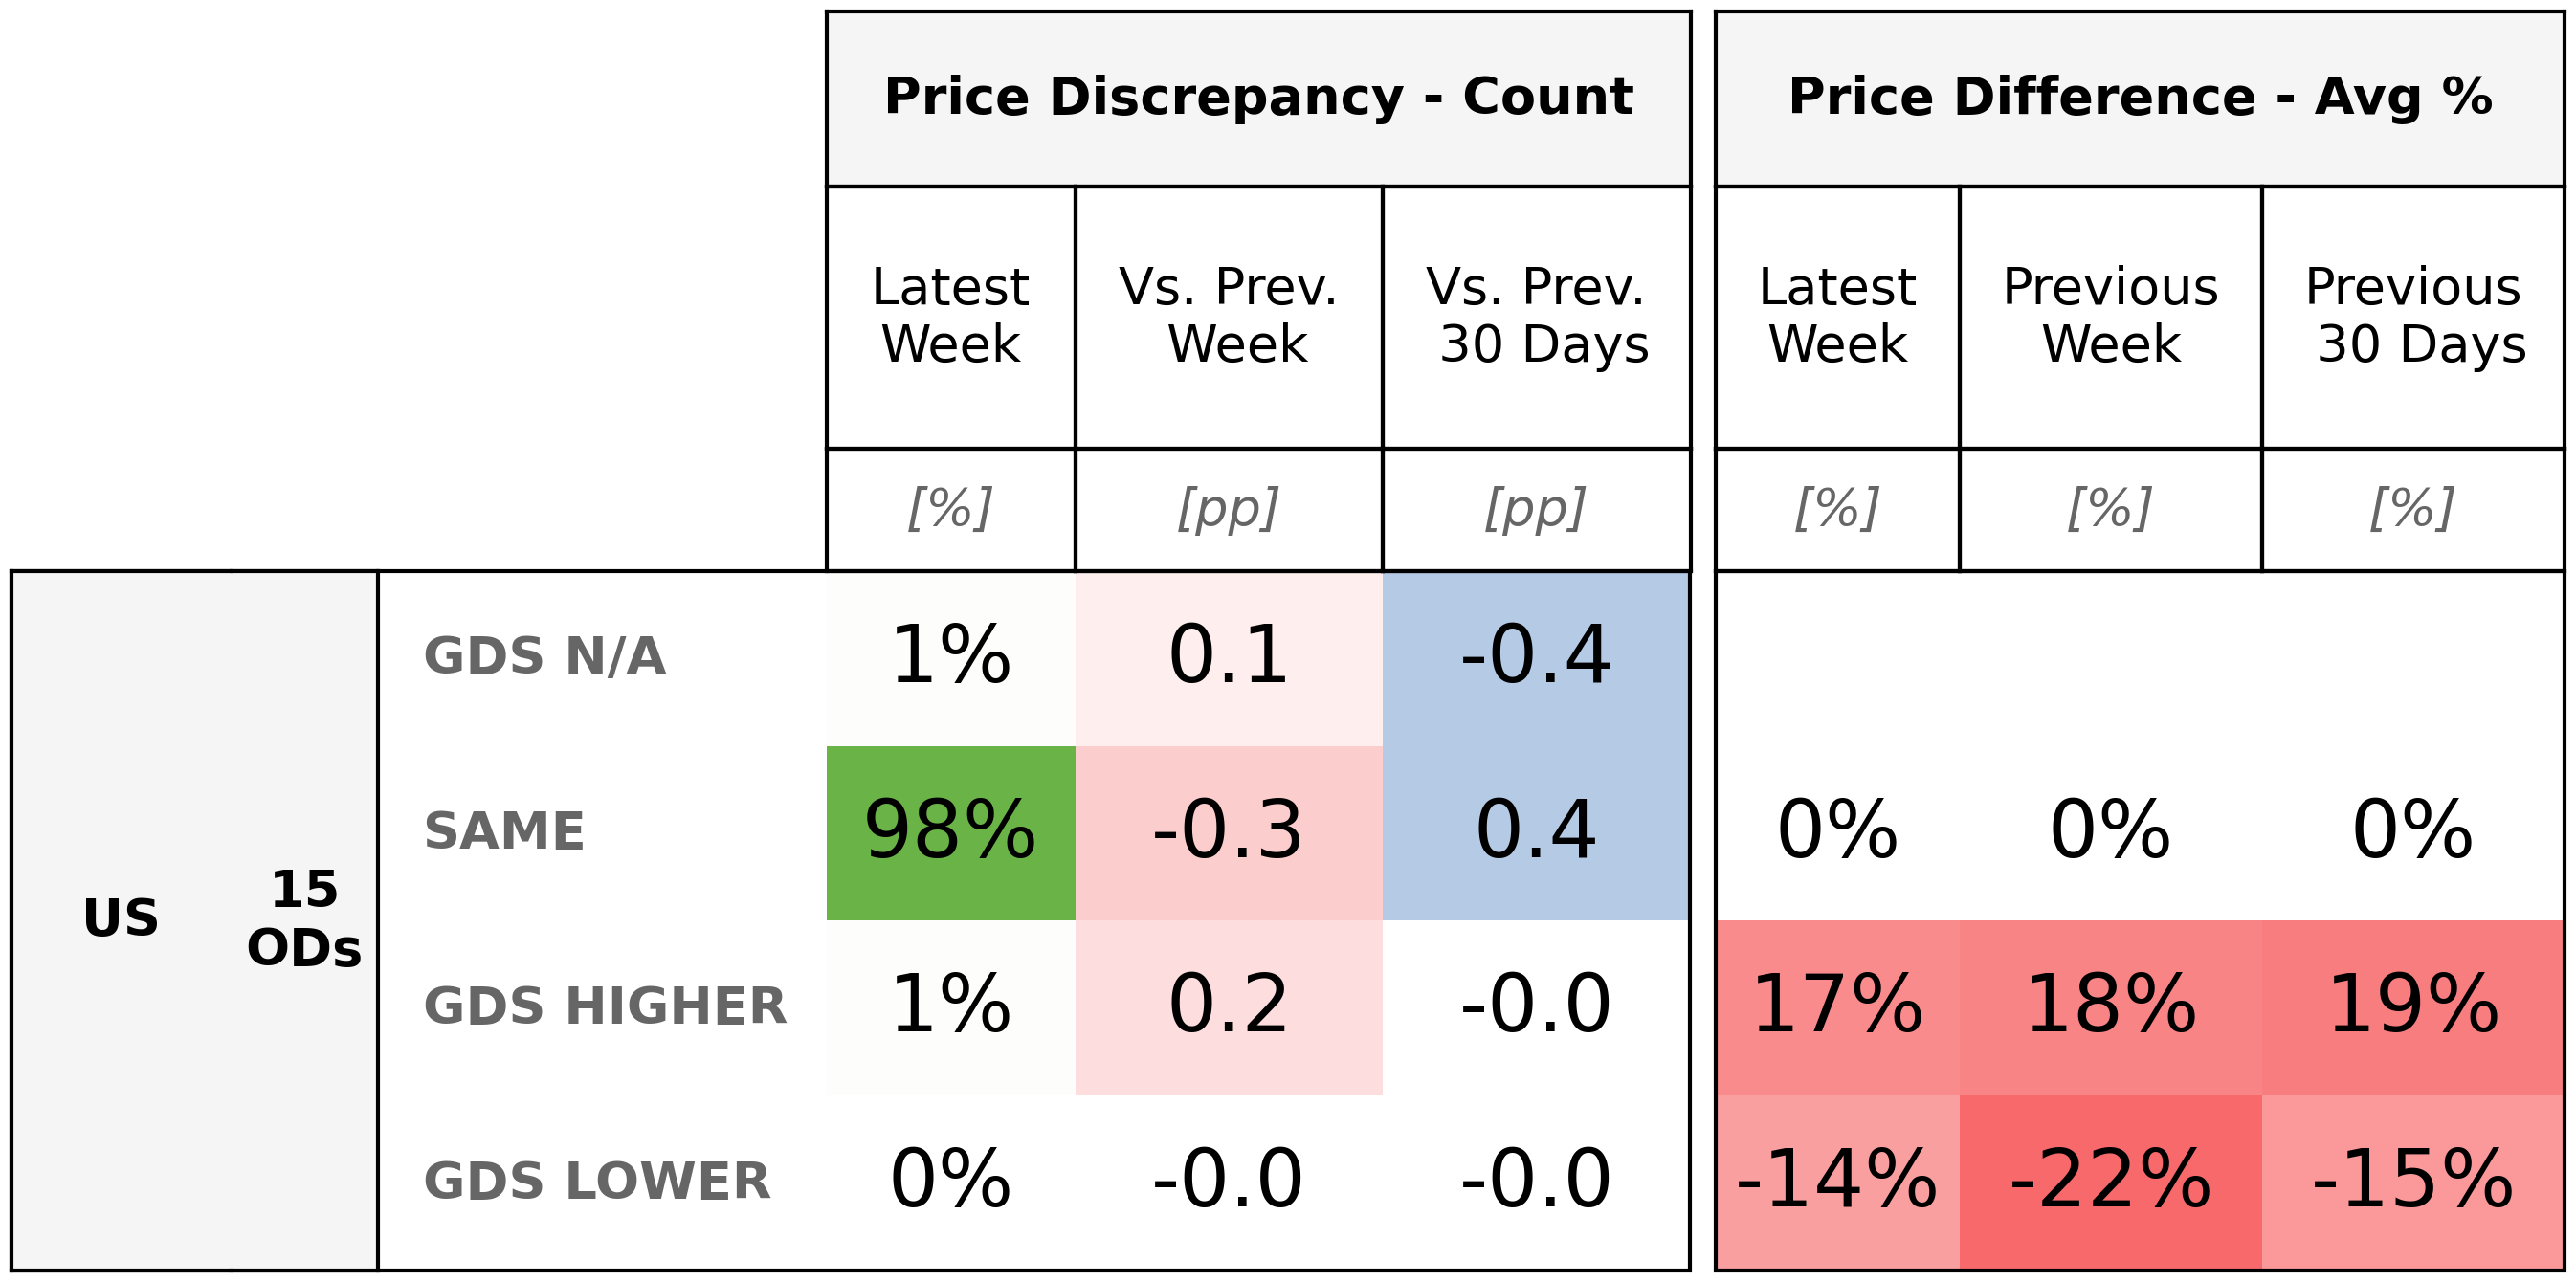 Price Discrepancy - Count
Price Difference - Avg %
Latest Week
Vs. Prev. Week
Vs. Prev. 30 Days
Latest Week
Previous Week
Previous 30 Days
[%] [pp] [pp] [%] [%] [%]
US
15 ODs
GDS N/A 1% 0.1 -0.4
SAME 98% -0.3 0.4 0% 0% 0%
GDS HIGHER 1% 0.2 -0.0 17% 18% 19%
GDS LOWER 0% -0.0 -0.0 -14% -22% -15%